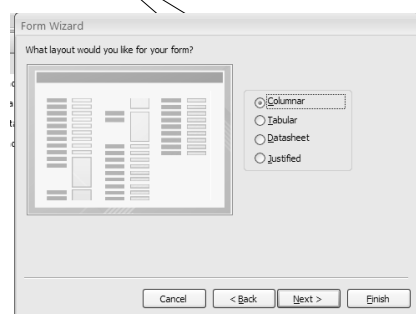 Form Wizard
What layout would you like for your form?
Columnar
Tabular
Datasheet
Justified
Cancel
< Back
Next >
Finish